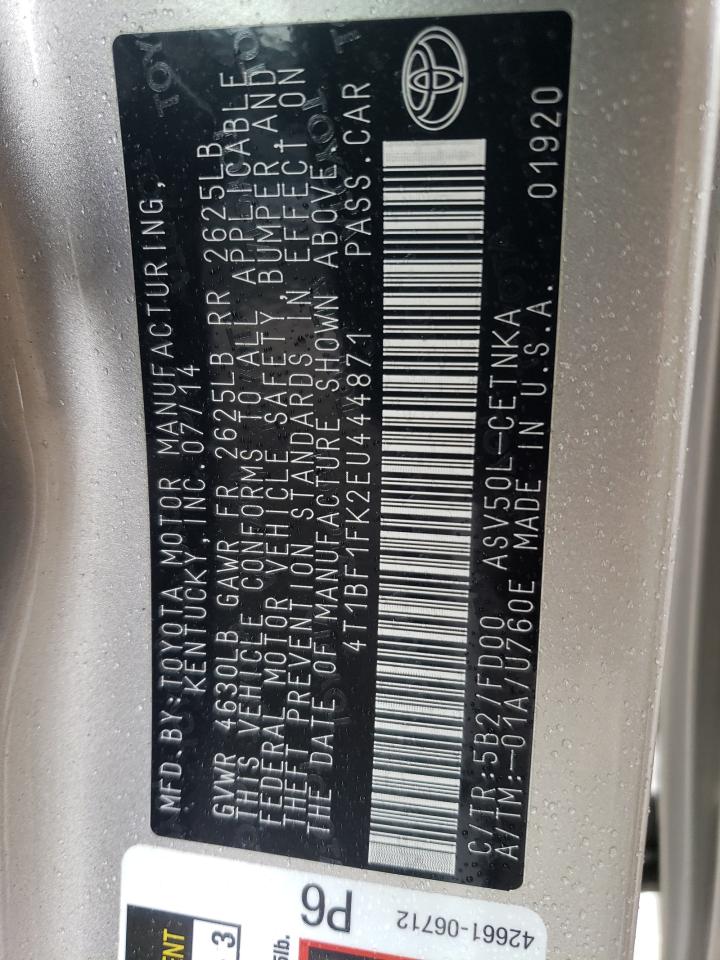 MFD.BY:TOYOTA MOTOR MANUFACTURING,
KENTUCKY, INC. 07/14
GVWR 4630LB GAWR FR 2625LB RR 2625LB
THIS VEHICLE CONFORMS TO ALL APPLICABLE
FEDERAL MOTOR VEHICLE SAFETY, BUMPER, AND
THEFT PREVENTION STANDARDS IN EFFECT ON
THE DATE OF MANUFACTURE SHOWN ABOVE.
4T1BF1FK2EU444871 PASS.CAR
C/TR:5B2/FD00 ASV50L-CETNKA
A/TM:-01A/U760E MADE IN U.S.A. 01920
P6
42661-06712
3